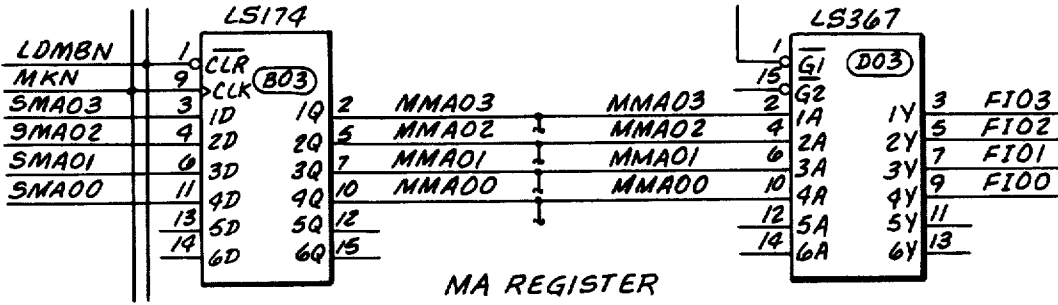 LS174 LS367
LDMBN 1 CLR B03 1 G1 D03
MKN 9 CLK 15 G2
SMA03 3 1D 1Q 2 MMA03 MMA03 2 1A 1Y 3 FI03
SMA02 4 2D 2Q 5 MMA02 MMA02 4 2A 2Y 5 FI02
SMA01 6 3D 3Q 7 MMA01 MMA01 6 3A 3Y 7 FI01
SMA00 11 4D 4Q 10 MMA00 MMA00 10 4A 4Y 9 FI00
13 5D 5Q 12 12 5A 5Y 11
14 6D 6Q 15 14 6A 6Y 13
MA REGISTER